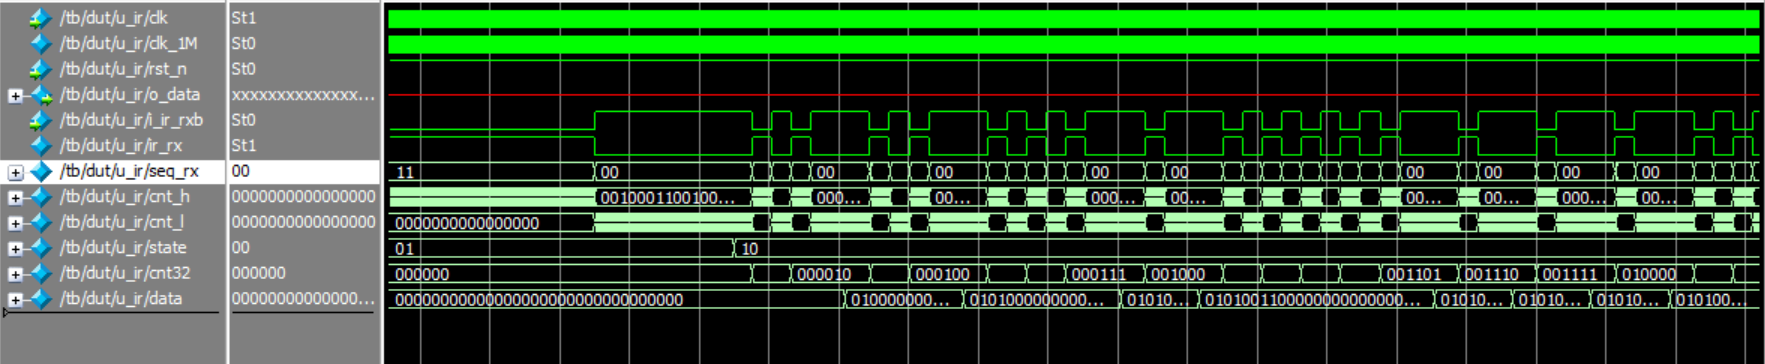 /tb/dut/u_ir/clk St1
/tb/dut/u_ir/clk_1M St0
/tb/dut/u_ir/rst_n St0
/tb/dut/u_ir/o_data xxxxxxxxxxxxxx...
/tb/dut/u_ir/i_ir_rxb St0
/tb/dut/u_ir/ir_rx St1
/tb/dut/u_ir/seq_rx 00 11 00 00 00 00 00 00 00 00 00
/tb/dut/u_ir/cnt_h 0000000000000000 0010001100100... 000... 00... 000... 00... 00... 00... 000... 00...
/tb/dut/u_ir/cnt_l 0000000000000000 0000000000000000
/tb/dut/u_ir/state 00 01 10
/tb/dut/u_ir/cnt32 000000 000000 000010 000100 000111 001000 001101 001110 001111 010000
/tb/dut/u_ir/data 00000000000000... 00000000000000000000000000000000 010000000... 0101000000000... 01010... 0101001100000000000000... 01010... 01010... 01010... 010100...